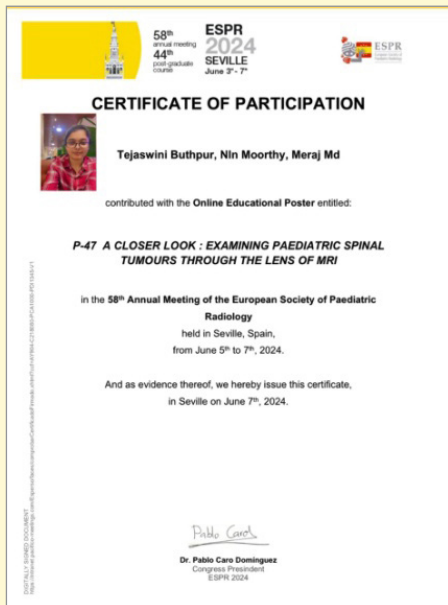 58th
annual meeting
44th
post-graduate
course
ESPR
2024
SEVILLE
June 3rd- 7th
ESPR
CERTIFICATE OF PARTICIPATION
Tejaswini Buthpur, Nln Moorthy, Meraj Md
contributed with the Online Educational Poster entitled:
P-47 A CLOSER LOOK : EXAMINING PAEDIATRIC SPINAL
TUMOURS THROUGH THE LENS OF MRI
in the 58th Annual Meeting of the European Society of Paediatric
Radiology
held in Seville, Spain,
from June 5th to 7th, 2024.
And as evidence thereof, we hereby issue this certificate,
in Seville on June 7th, 2024.
Pablo Caro
Dr. Pablo Caro Dominguez
Congress President
ESPR 2024
DIGITALLY SIGNED DOCUMENT